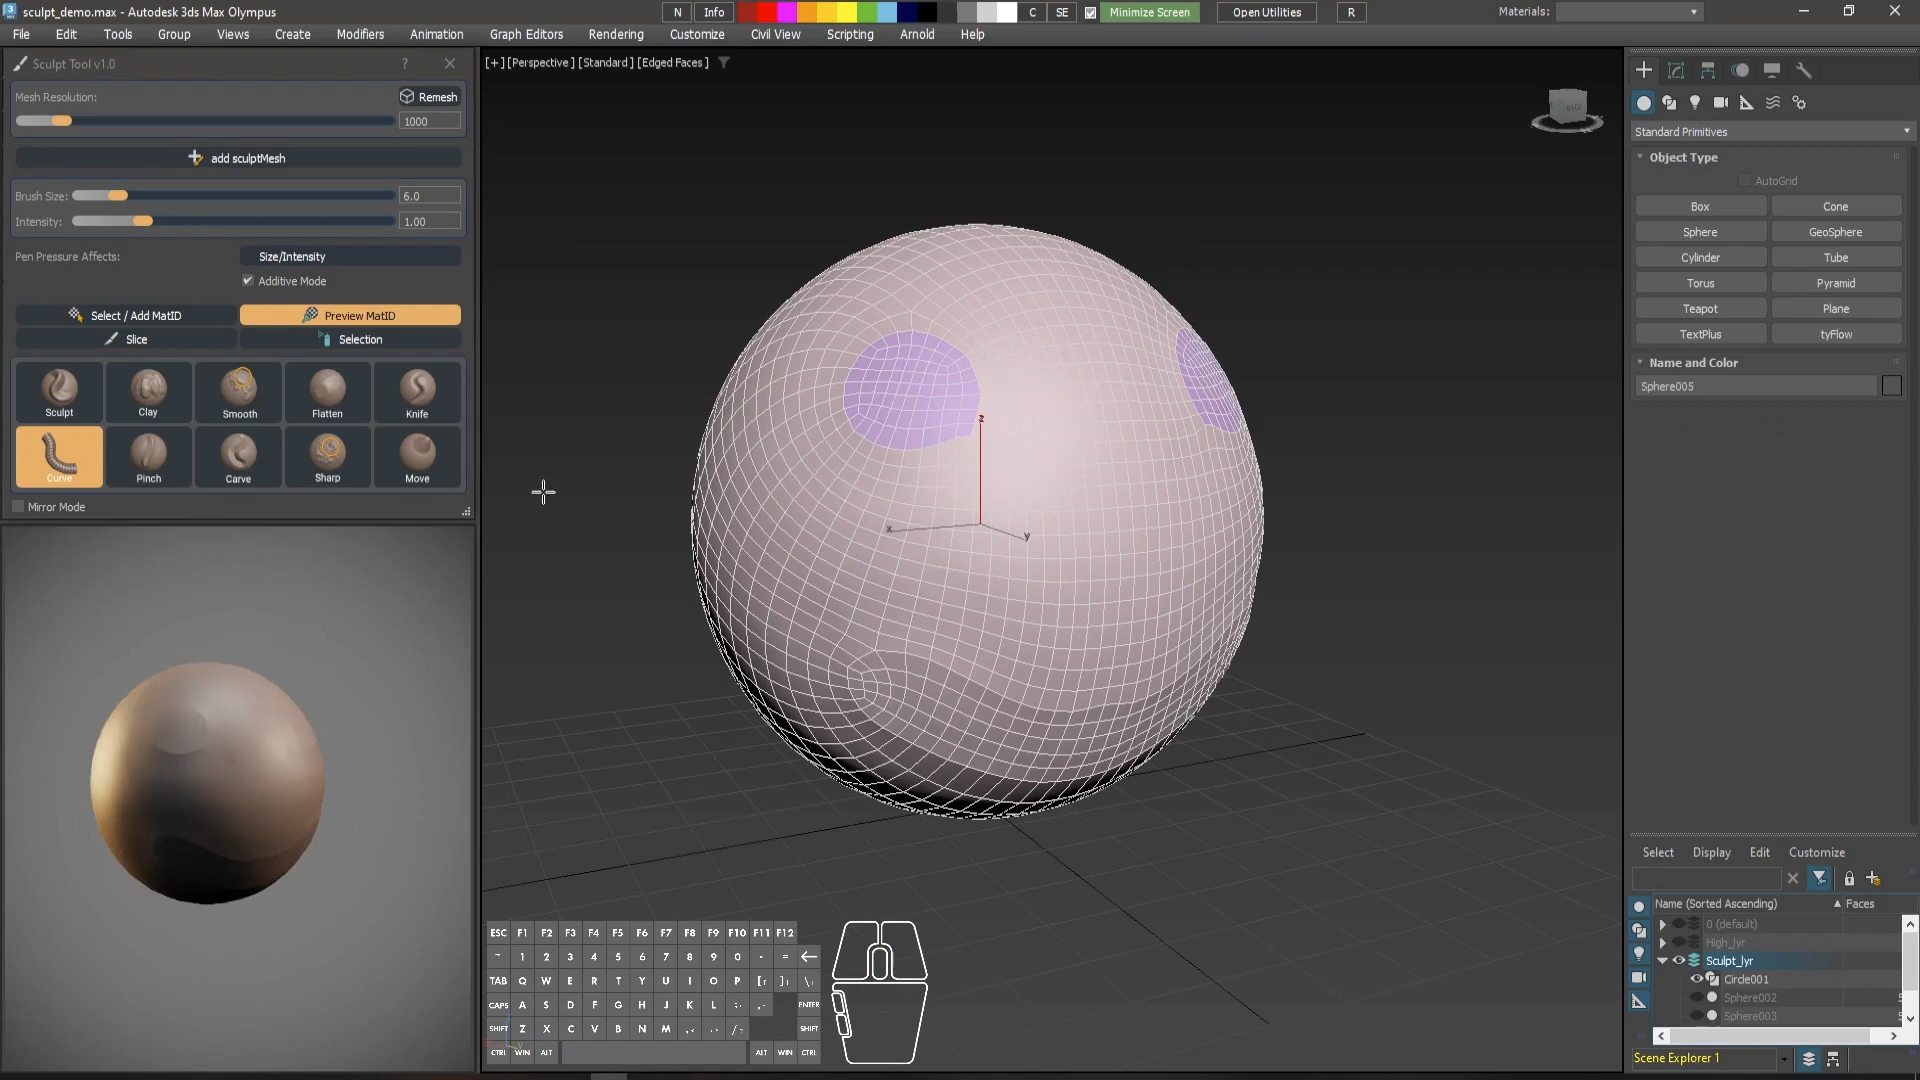 sculpt_demo.max - Autodesk 3ds Max Olympus
N Info C SE Minimize Screen Open Utilities R Materials:
File Edit Tools Group Views Create Modifiers Animation Graph Editors Rendering Customize Civil View Scripting Arnold Help
Sculpt Tool v1.0 ?
[+][Perspective][Standard][Edged Faces]
Mesh Resolution: Remesh
1000
add sculptMesh
Brush Size: 6.0
Intensity: 1.00
Pen Pressure Affects: Size/Intensity
Additive Mode
Select / Add MatID Preview MatID
Slice Selection
Sculpt Clay Smooth Flatten Knife
Curve Pinch Carve Sharp Move
Mirror Mode
z
x
y
Standard Primitives
Object Type
AutoGrid
Box Cone
Sphere GeoSphere
Cylinder Tube
Torus Pyramid
Teapot Plane
TextPlus tyFlow
Name and Color
Sphere005
Select Display Edit Customize
Name (Sorted Ascending) Faces
0 (default)
High_lyr
Sculpt_lyr
Circle001
Sphere002
Sphere003
Scene Explorer 1
ESC F1 F2 F3 F4 F5 F6 F7 F8 F9 F10 F11 F12
~ 1 2 3 4 5 6 7 8 9 0 - =
TAB Q W E R T Y U I O P [ ] \
CAPS A S D F G H J K L ; ENTER
SHIFT Z X C V B N M SHIFT
CTRL WIN ALT ALT WIN CTRL